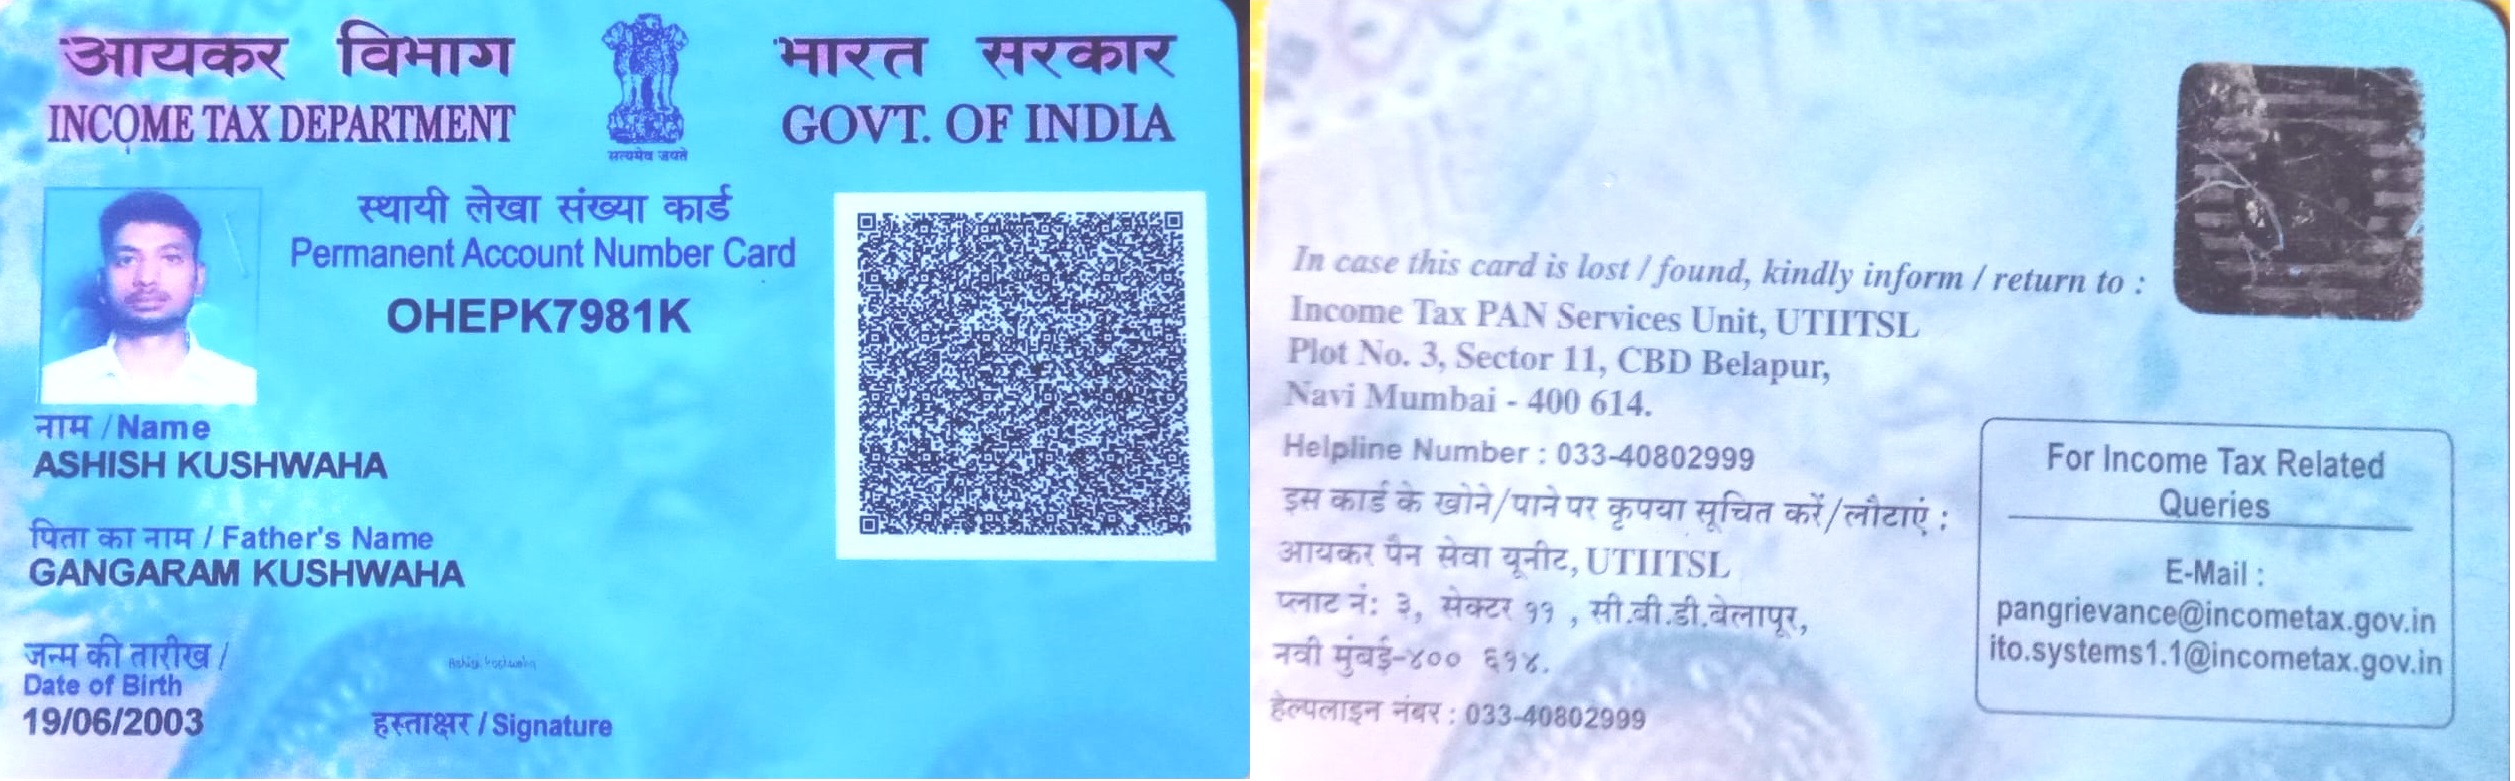 आयकर विभाग
INCOME TAX DEPARTMENT
सत्यमेव जयते
भारत सरकार
GOVT. OF INDIA
स्थायी लेखा संख्या कार्ड
Permanent Account Number Card
OHEPK7981K
नाम / Name
ASHISH KUSHWAHA
पिता का नाम / Father's Name
GANGARAM KUSHWAHA
जन्म की तारीख /
Date of Birth
19/06/2003
हस्ताक्षर / Signature
In case this card is lost / found, kindly inform / return to :
Income Tax PAN Services Unit, UTIITSL
Plot No. 3, Sector 11, CBD Belapur,
Navi Mumbai - 400 614.
Helpline Number : 033-40802999
इस कार्ड के खोने/पाने पर कृपया सूचित करें/लौटाएं :
आयकर पैन सेवा यूनीट, UTIITSL
प्लाट नं: ३, सेक्टर ११ , सी.बी.डी.बेलापूर,
नवी मुंबई-४०० ६१४.
हेल्पलाइन नंबर : 033-40802999
For Income Tax Related
Queries
E-Mail :
pangrievance@incometax.gov.in
ito.systems1.1@incometax.gov.in